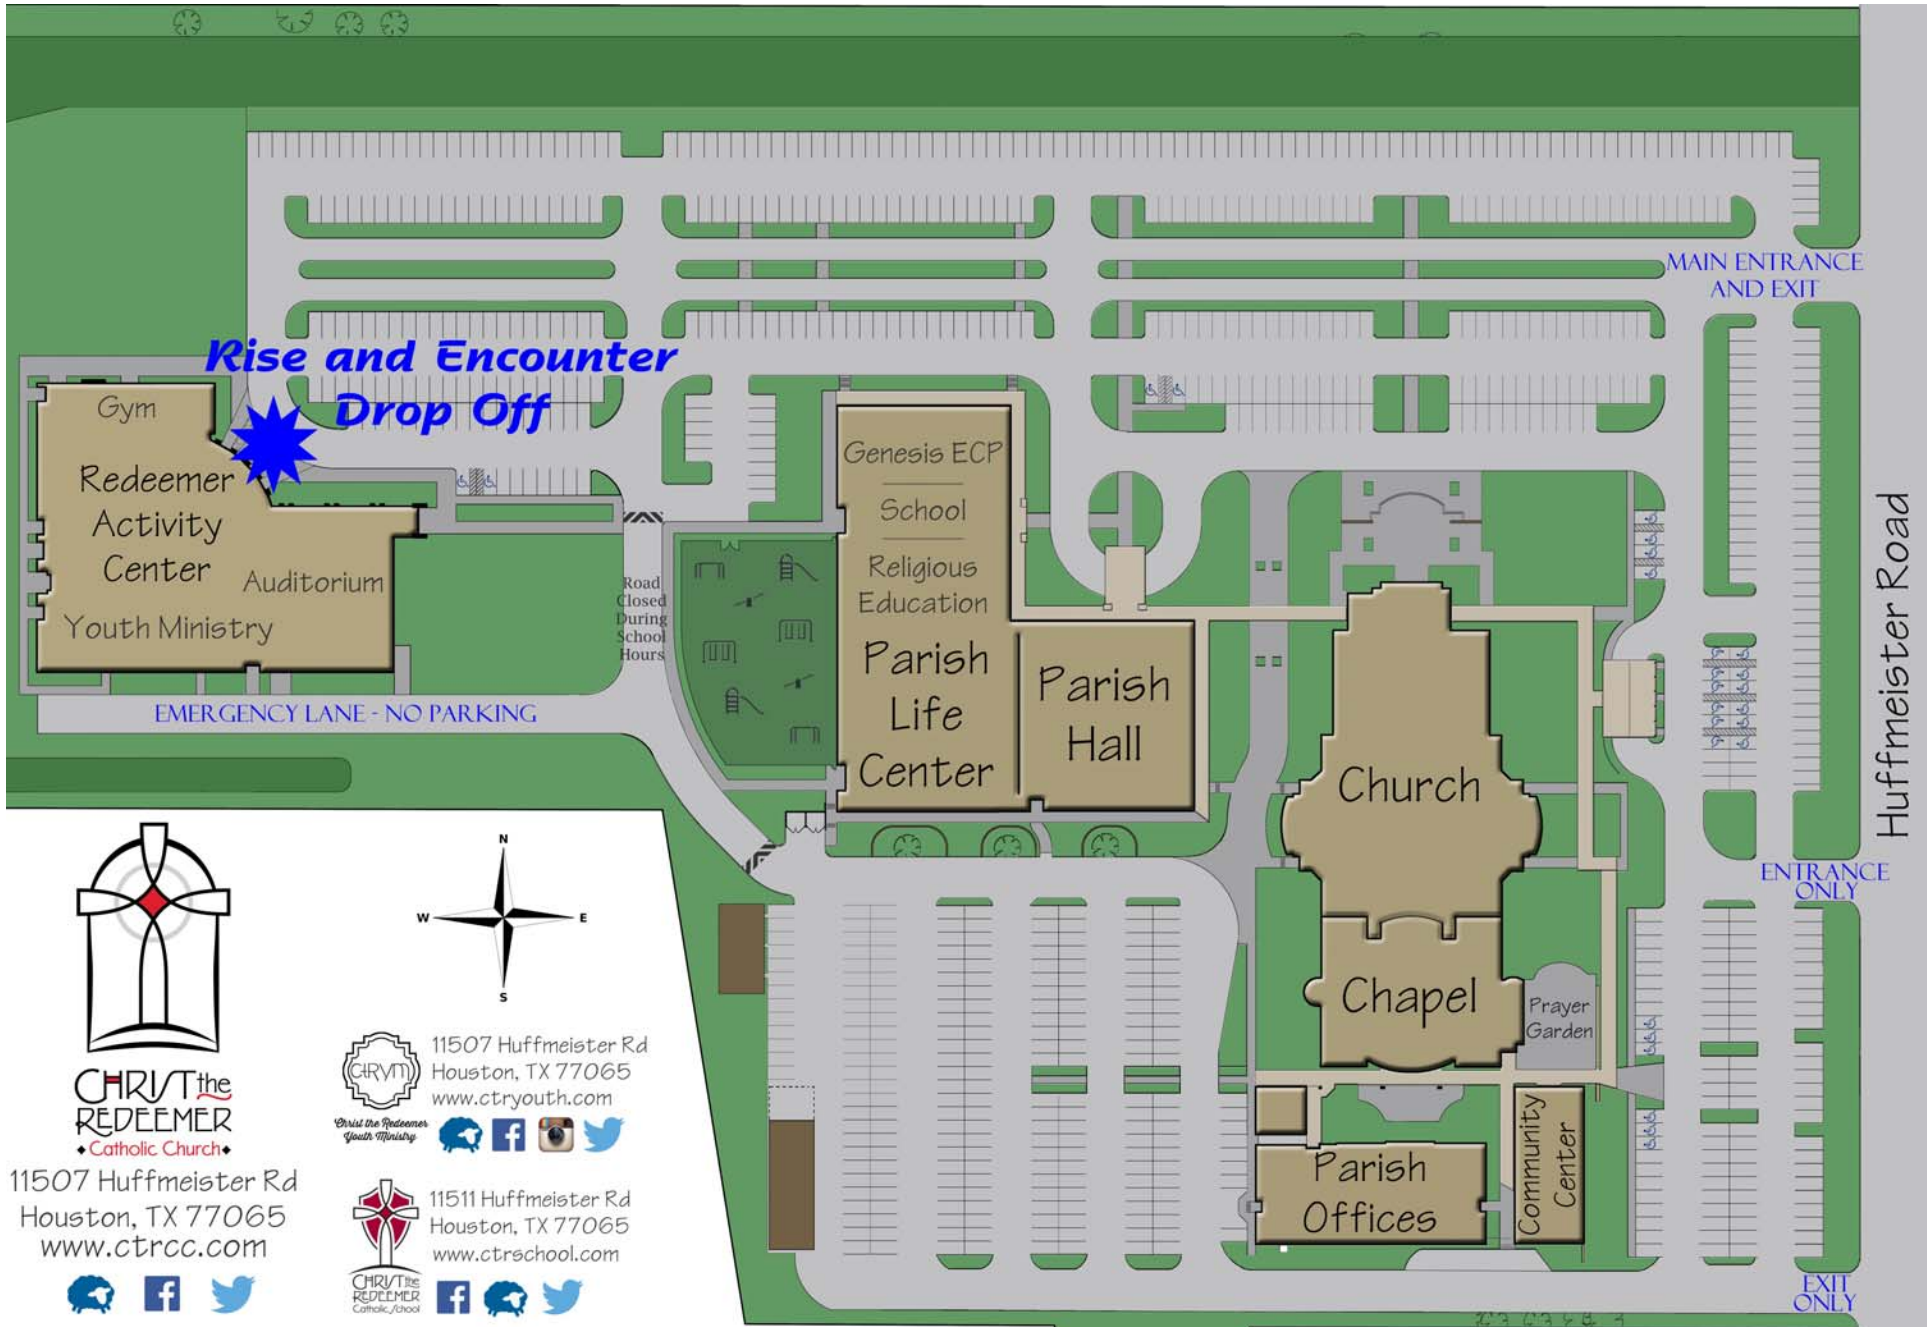 MAIN ENTRANCE
AND EXIT
Rise and Encounter
Drop Off
Gym
Redeemer
Activity
Center
Auditorium
Youth Ministry
Genesis ECP
School
Religious
Education
Parish
Life
Center
Parish
Hall
Road
Closed
During
School
Hours
EMERGENCY LANE - NO PARKING
Church
Chapel
Prayer
Garden
Parish
Offices
Community
Center
Huffmeister Road
ENTRANCE
ONLY
EXIT
ONLY
N
W
E
S
CHRIST the
REDEEMER
Catholic Church
11507 Huffmeister Rd
Houston, TX 77065
www.ctrcc.com
CTRYM
Christ the Redeemer
Youth Ministry
11507 Huffmeister Rd
Houston, TX 77065
www.ctryouth.com
CHRIST the
REDEEMER
Catholic School
11511 Huffmeister Rd
Houston, TX 77065
www.ctrschool.com